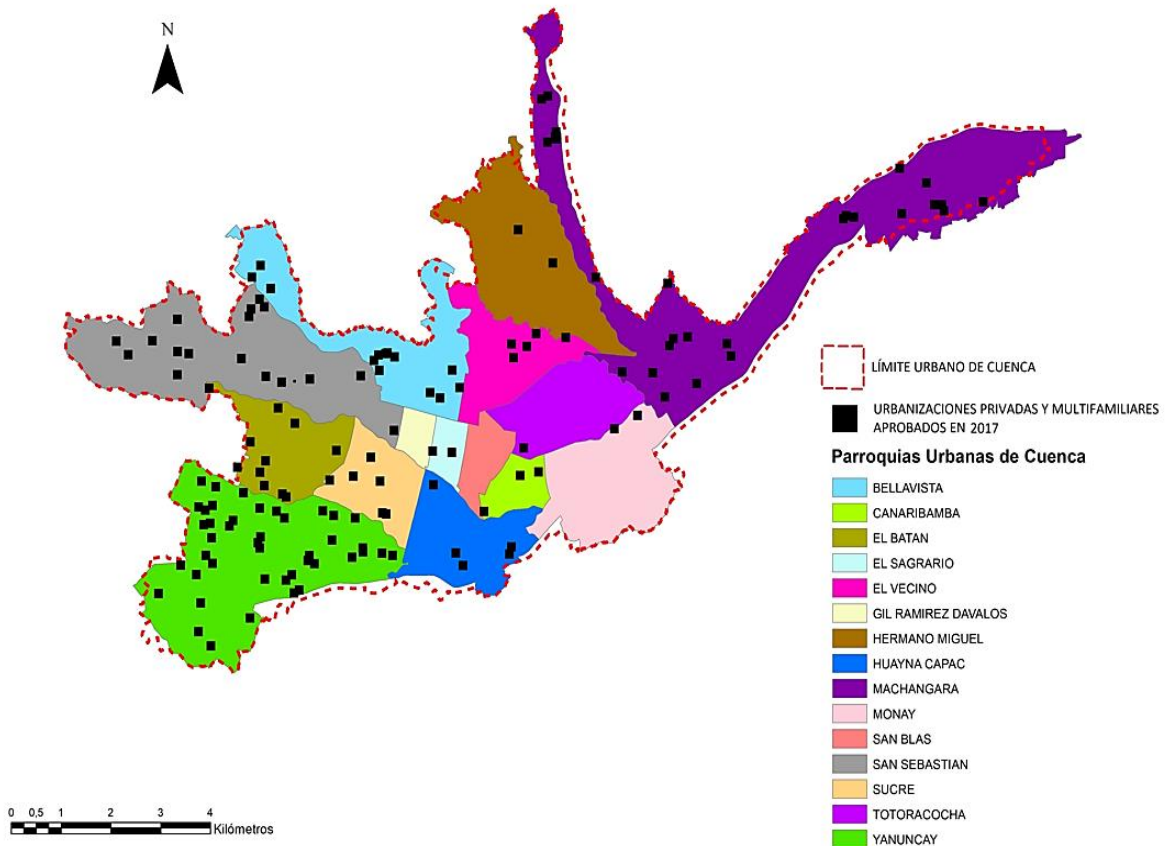 N
LÍMITE URBANO DE CUENCA
URBANIZACIONES PRIVADAS Y MULTIFAMILIARES
APROBADOS EN 2017
Parroquias Urbanas de Cuenca
BELLAVISTA
CANARIBAMBA
EL BATAN
EL SAGRARIO
EL VECINO
GIL RAMIREZ DAVALOS
HERMANO MIGUEL
HUAYNA CAPAC
MACHANGARA
MONAY
SAN BLAS
SAN SEBASTIAN
SUCRE
TOTORACOCHA
YANUNCAY
0 0,5 1 2 3 4
Kilómetros